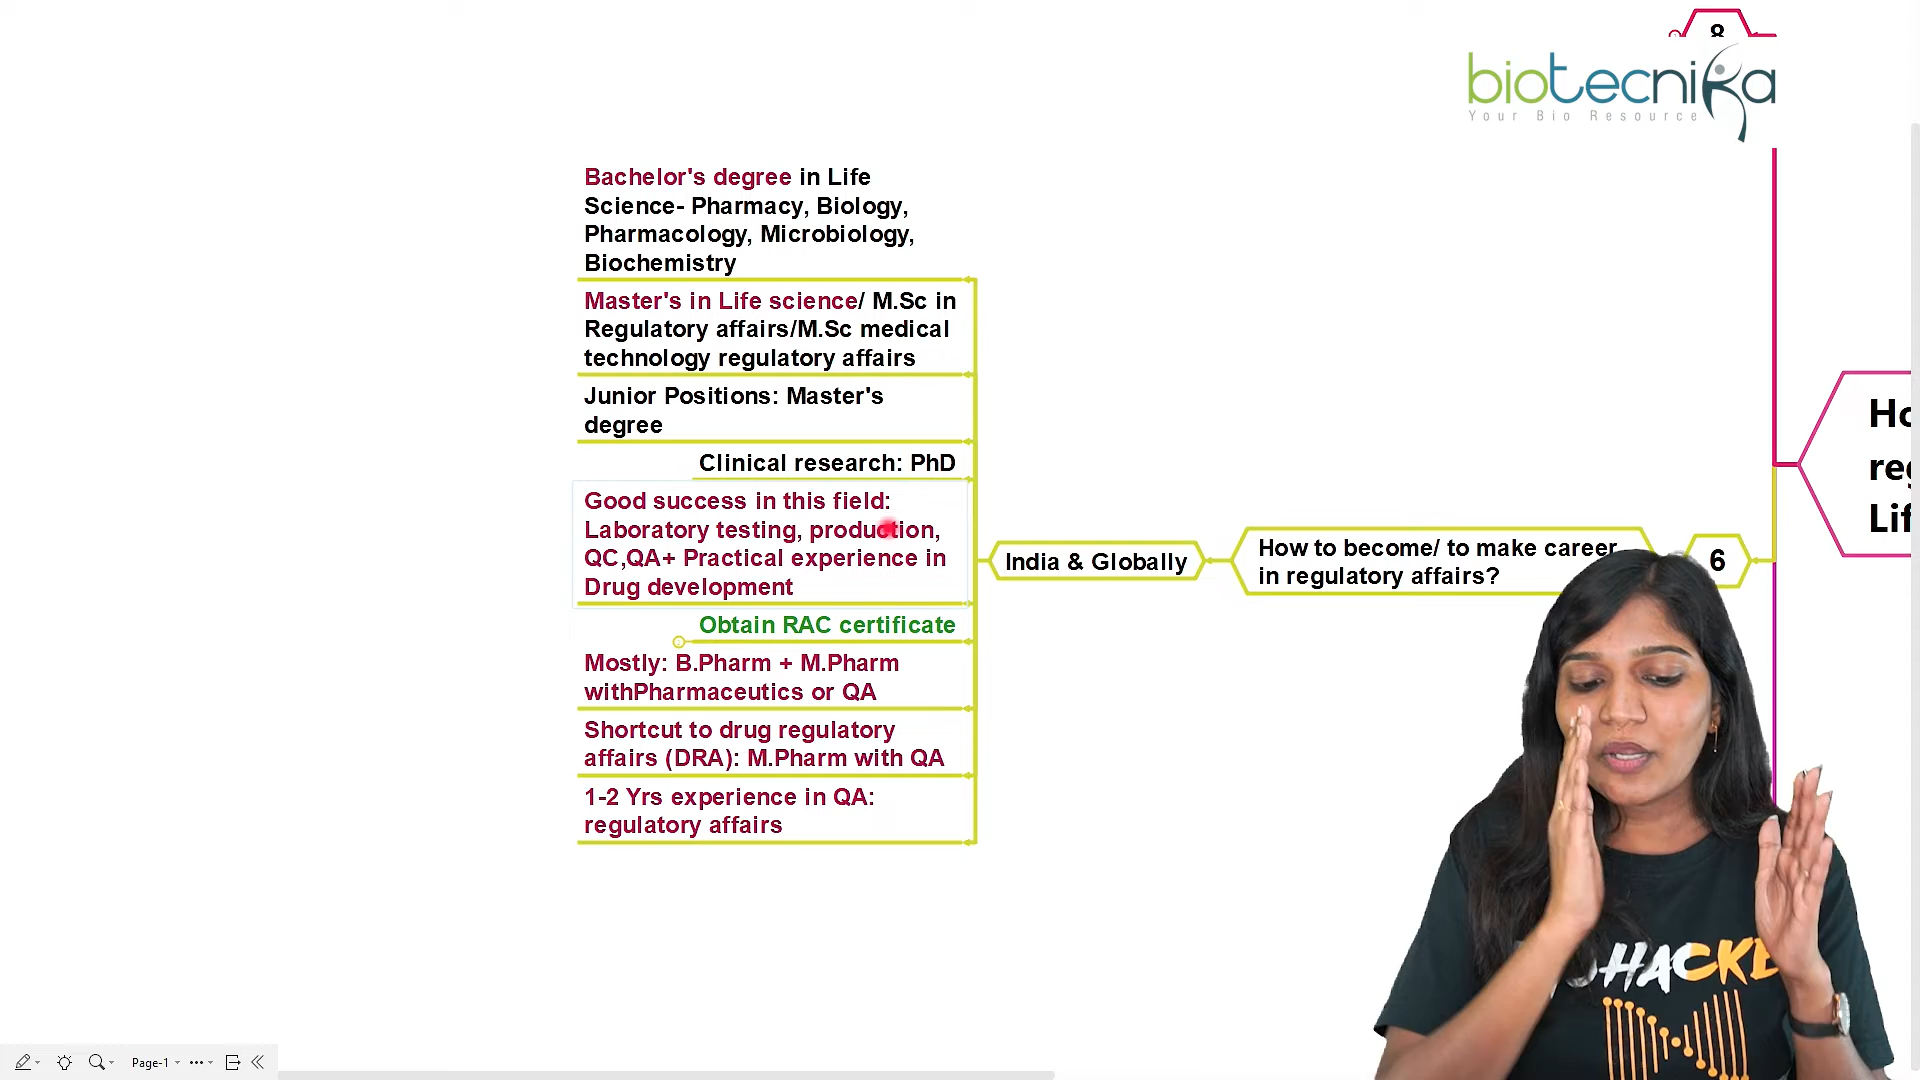 8
biotecnika
Your Bio Resource
Bachelor's degree in Life
Science- Pharmacy, Biology,
Pharmacology, Microbiology,
Biochemistry
Master's in Life science/ M.Sc in
Regulatory affairs/M.Sc medical
technology regulatory affairs
Junior Positions: Master's
degree
Clinical research: PhD
Good success in this field:
Laboratory testing, production,
QC,QA+ Practical experience in
Drug development
Obtain RAC certificate
Mostly: B.Pharm + M.Pharm
withPharmaceutics or QA
Shortcut to drug regulatory
affairs (DRA): M.Pharm with QA
1-2 Yrs experience in QA:
regulatory affairs
India & Globally
How to become/ to make career
in regulatory affairs?
6
Page-1